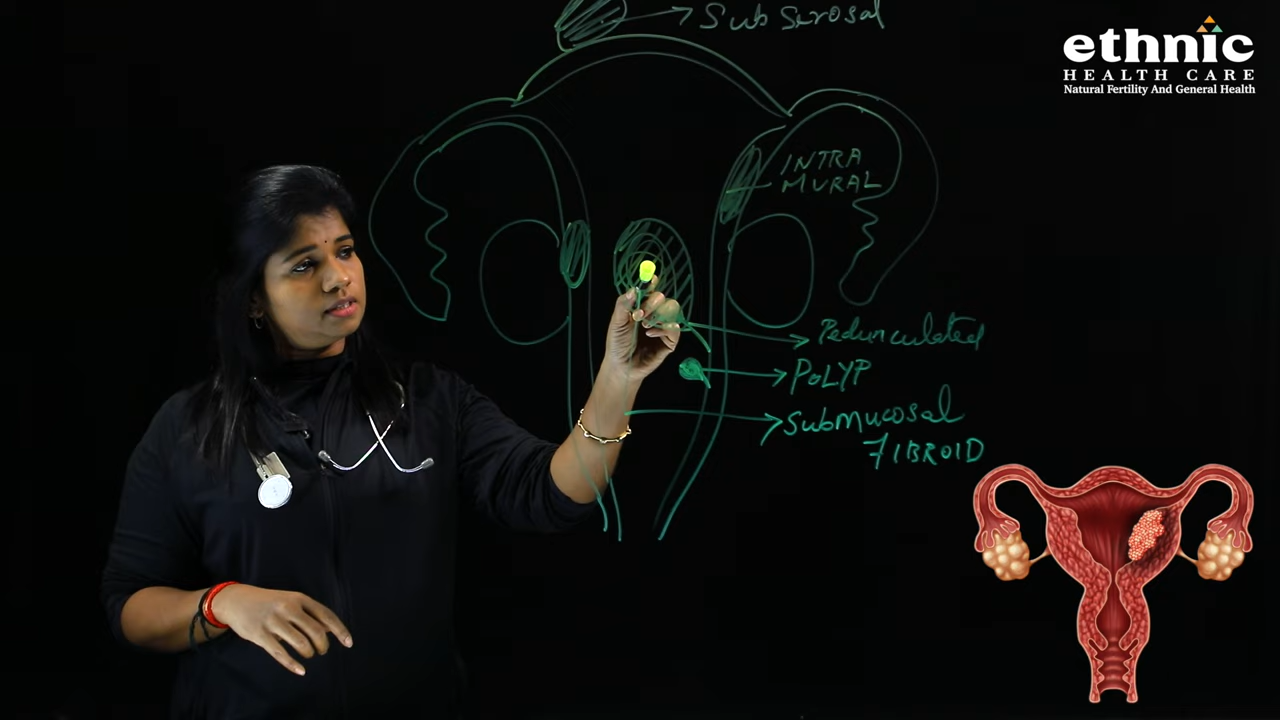 Sub Serosal
ethnic
HEALTH CARE
Natural Fertility And General Health
INTRA
MURAL
Pedunculated
POLYP
Submucosal
FIBROID